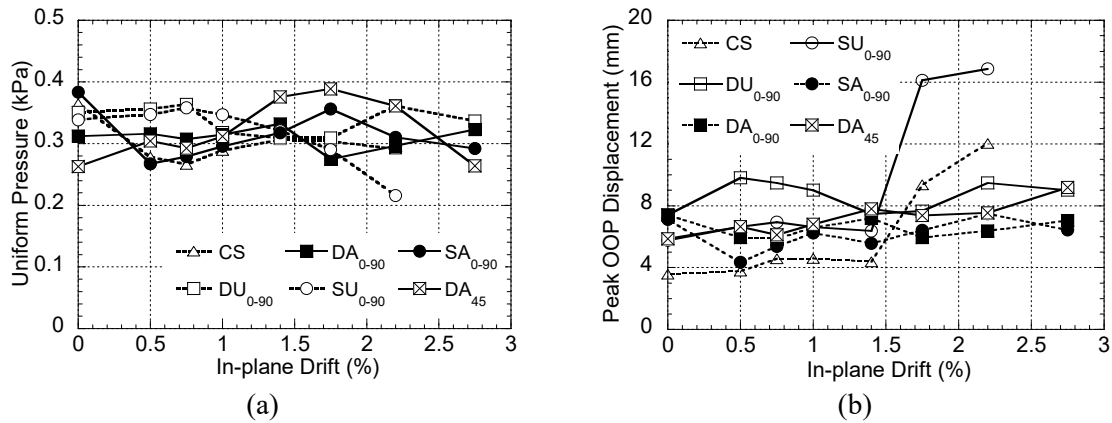 0.5
0.4
0.3
0.2
0.1
0
Uniform Pressure (kPa)
CS DA0-90 SA0-90
DU0-90 SU0-90 DA45
0 0.5 1 1.5 2 2.5 3
In-plane Drift (%)
(a)
20
16
12
8
4
0
Peak OOP Displacement (mm)
CS SU0-90
DU0-90 SA0-90
DA0-90 DA45
0 0.5 1 1.5 2 2.5 3
In-plane Drift (%)
(b)